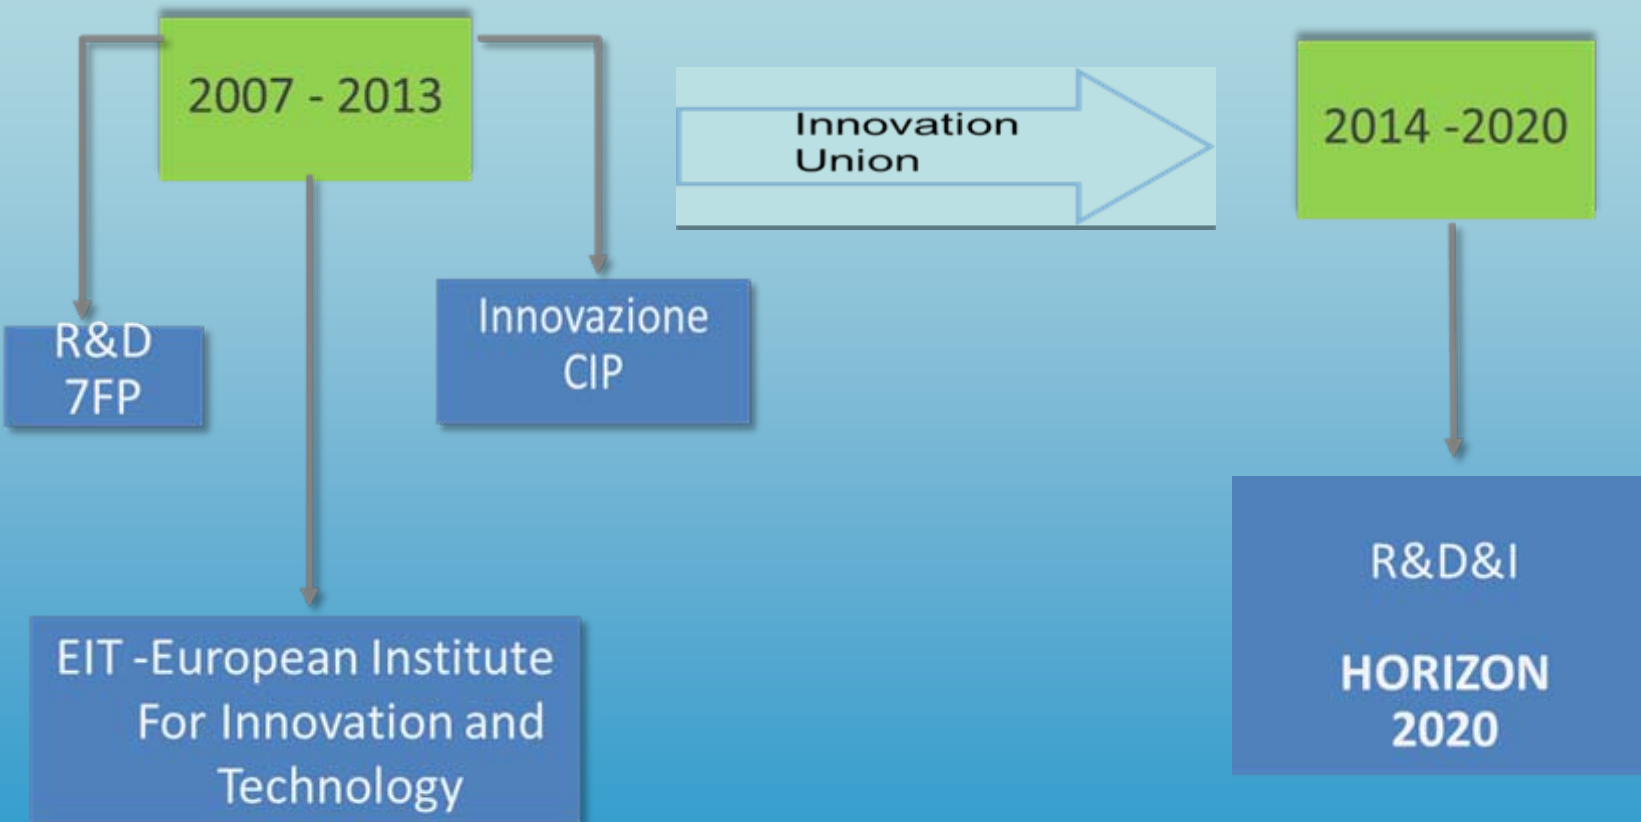 2007 - 2013
Innovation
Union
2014 -2020
R&D
7FP
Innovazione
CIP
EIT -European Institute
For Innovation and
Technology
R&D&I
HORIZON
2020